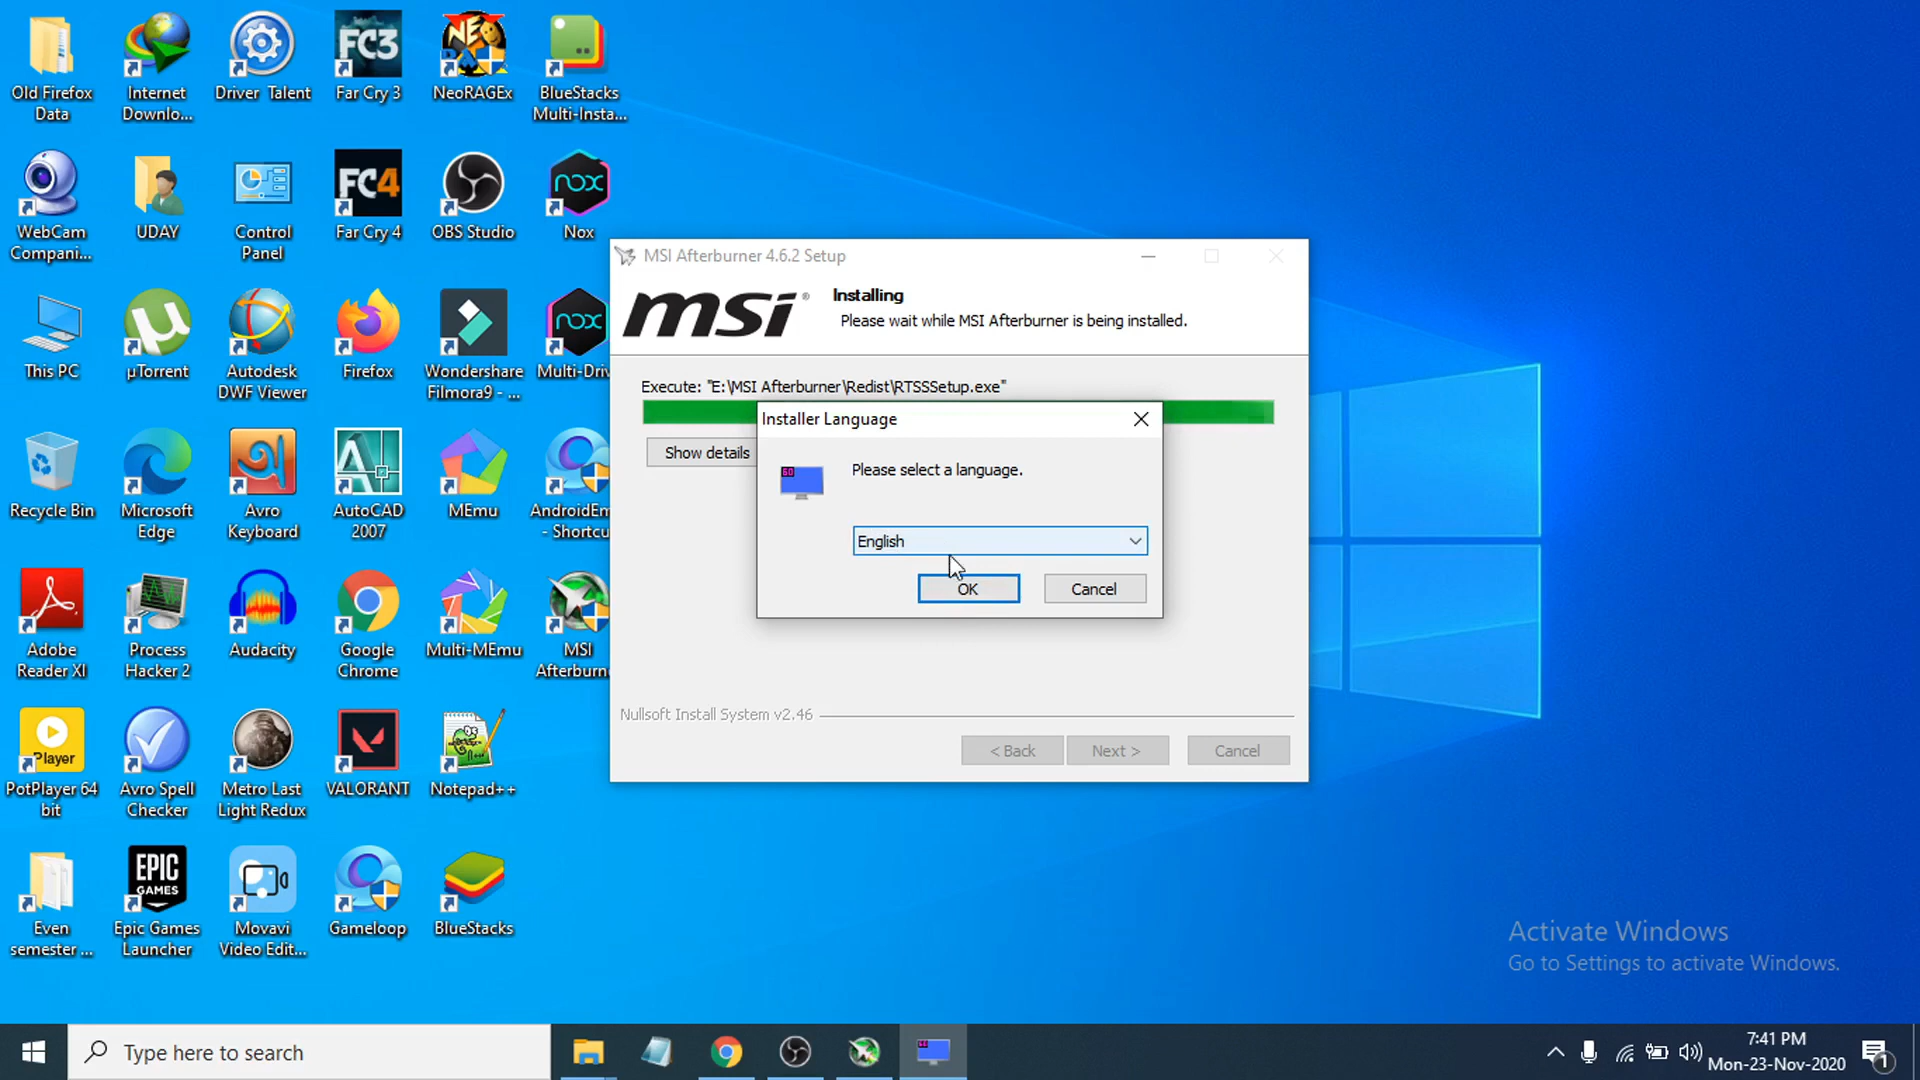 Old Firefox
Data
Internet
Downlo...
Driver Talent
FC3
Far Cry 3
NEO
NeoRAGEx
BlueStacks
Multi-Insta...
WebCam
Compani...
UDAY
Control
Panel
FC4
Far Cry 4
OBS Studio
nox
Nox
This PC
µTorrent
Autodesk
DWF Viewer
Firefox
Wondershare
Filmora9 - ...
nox
Multi-Driv
Recycle Bin
Microsoft
Edge
Avro
Keyboard
AutoCAD
2007
MEmu
AndroidEm
- Shortcu
Adobe
Reader XI
Process
Hacker 2
Audacity
Google
Chrome
Multi-MEmu
MSI
Afterburn
Player
PotPlayer 64
bit
Avro Spell
Checker
Metro Last
Light Redux
VALORANT
Notepad++
Even
semester ...
EPIC
GAMES
Epic Games
Launcher
Movavi
Video Edit...
Gameloop
BlueStacks
MSI Afterburner 4.6.2 Setup
msi®
Installing
Please wait while MSI Afterburner is being installed.
Execute: "E:\MSI Afterburner\Redist\RTSSSetup.exe"
Show details
Installer Language
60
Please select a language.
English
OK
Cancel
Nullsoft Install System v2.46
< Back
Next >
Cancel
Activate Windows
Go to Settings to activate Windows.
Type here to search
7:41 PM
Mon-23-Nov-2020
1